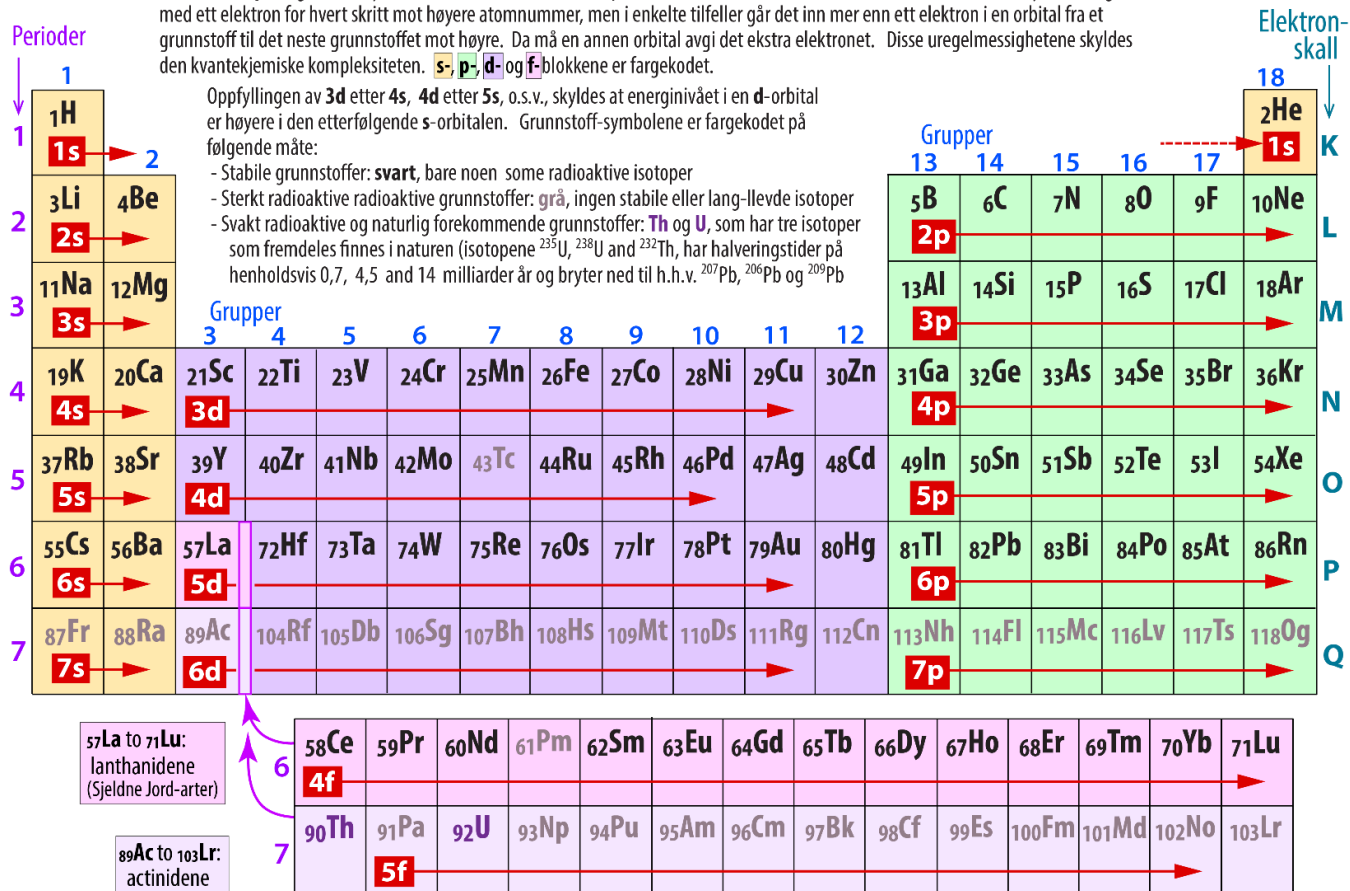 med ett elektron for hvert skritt mot høyere atomnummer, men i enkelte tilfeller går det inn mer enn ett elektron i en orbital fra et
grunnstoff til det neste grunnstoffet mot høyre. Da må en annen orbital avgi det ekstra elektronet. Disse uregelmessighetene skyldes
den kvantekjemiske kompleksiteten. s-, p-, d- og f-blokkene er fargekodet.
Perioder
Elektron-
skall
Oppfyllingen av 3d etter 4s, 4d etter 5s, o.s.v., skyldes at energinivået i en d-orbital
er høyere i den etterfølgende s-orbitalen. Grunnstoff-symbolene er fargekodet på
følgende måte:
- Stabile grunnstoffer: svart, bare noen some radioaktive isotoper
- Sterkt radioaktive radioaktive grunnstoffer: grå, ingen stabile eller lang-llevde isotoper
- Svakt radioaktive og naturlig forekommende grunnstoffer: Th og U, som har tre isotoper
som fremdeles finnes i naturen (isotopene ²³⁵U, ²³⁸U and ²³²Th, har halveringstider på
henholdsvis 0,7, 4,5 and 14 milliarder år og bryter ned til h.h.v. ²⁰⁷Pb, ²⁰⁶Pb og ²⁰⁹Pb
1 18
1 1H 2He K
1s 1s
2 Grupper
13 14 15 16 17
2 3Li 4Be 5B 6C 7N 8O 9F 10Ne L
2s 2p
3 11Na 12Mg 13Al 14Si 15P 16S 17Cl 18Ar M
3s 3p
Grupper
3 4 5 6 7 8 9 10 11 12
4 19K 20Ca 21Sc 22Ti 23V 24Cr 25Mn 26Fe 27Co 28Ni 29Cu 30Zn 31Ga 32Ge 33As 34Se 35Br 36Kr N
4s 3d 4p
5 37Rb 38Sr 39Y 40Zr 41Nb 42Mo 43Tc 44Ru 45Rh 46Pd 47Ag 48Cd 49In 50Sn 51Sb 52Te 53I 54Xe O
5s 4d 5p
6 55Cs 56Ba 57La 72Hf 73Ta 74W 75Re 76Os 77Ir 78Pt 79Au 80Hg 81Tl 82Pb 83Bi 84Po 85At 86Rn P
6s 5d 6p
7 87Fr 88Ra 89Ac 104Rf 105Db 106Sg 107Bh 108Hs 109Mt 110Ds 111Rg 112Cn 113Nh 114Fl 115Mc 116Lv 117Ts 118Og Q
7s 6d 7p
57La to 71Lu:
lanthanidene
(Sjeldne Jord-arter)
6 58Ce 59Pr 60Nd 61Pm 62Sm 63Eu 64Gd 65Tb 66Dy 67Ho 68Er 69Tm 70Yb 71Lu
4f
89Ac to 103Lr:
actinidene
7 90Th 91Pa 92U 93Np 94Pu 95Am 96Cm 97Bk 98Cf 99Es 100Fm 101Md 102No 103Lr
5f